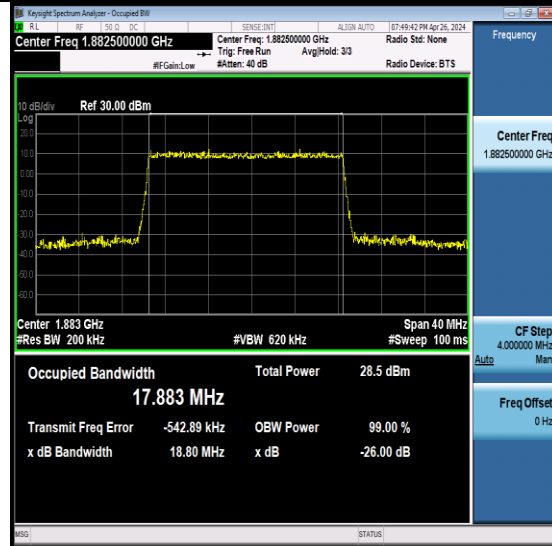 Keysight Spectrum Analyzer - Occupied BW
RL RF 50 Ω DC SENSE:INT ALIGN AUTO 07:49:42 PM Apr 26, 2024
Center Freq 1.882500000 GHz
Center Freq: 1.882500000 GHz
Radio Std: None
Trig: Free Run Avg|Hold: 3/3
#IFGain:Low #Atten: 40 dB Radio Device: BTS
10 dB/div Ref 30.00 dBm
Log
20.0
10.0
0.00
-10.0
-20.0
-30.0
-40.0
-50.0
-60.0
Center 1.883 GHz Span 40 MHz
#Res BW 200 kHz #VBW 620 kHz #Sweep 100 ms
Occupied Bandwidth Total Power 28.5 dBm
17.883 MHz
Transmit Freq Error -542.89 kHz OBW Power 99.00 %
x dB Bandwidth 18.80 MHz x dB -26.00 dB
MSG STATUS
Frequency
Center Freq
1.882500000 GHz
CF Step
4.000000 MHz
Auto Man
Freq Offset
0 Hz